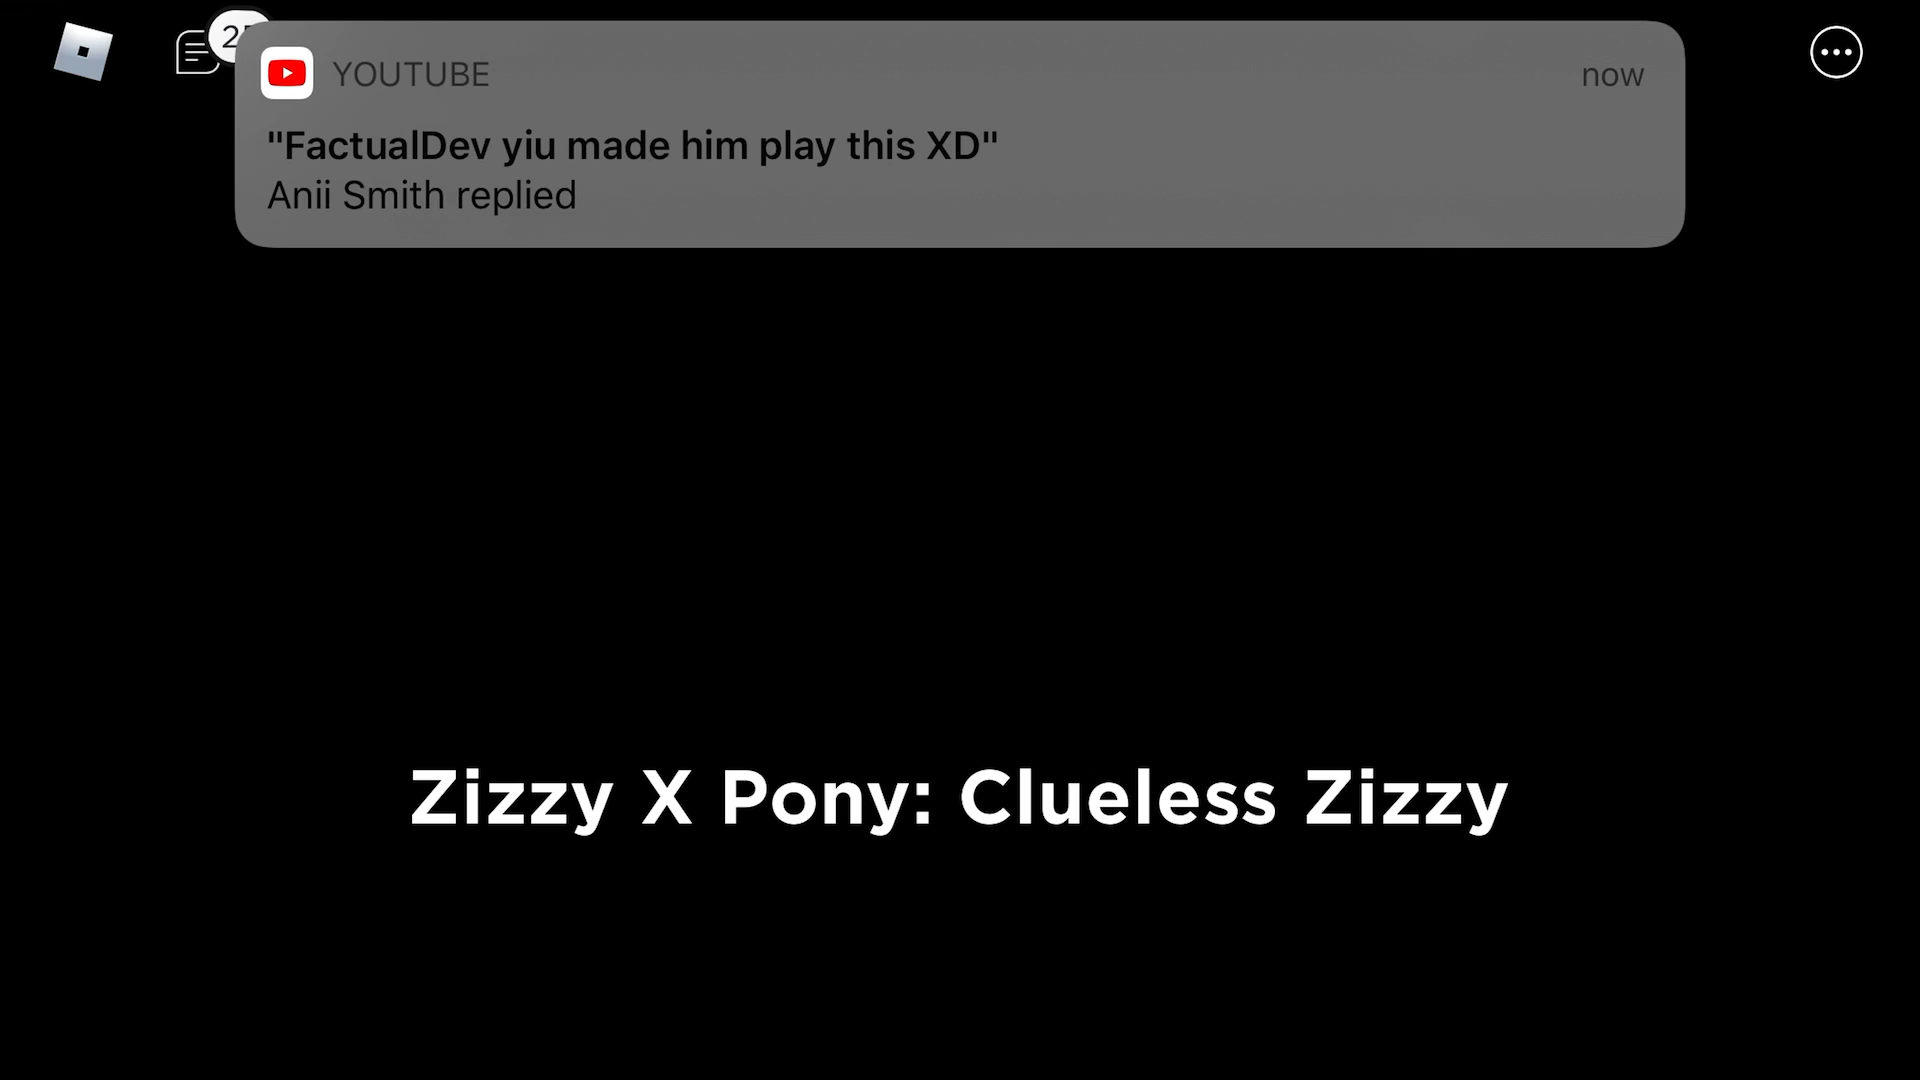 YOUTUBE
now
"FactualDev yiu made him play this XD"
Anii Smith replied
Zizzy X Pony: Clueless Zizzy